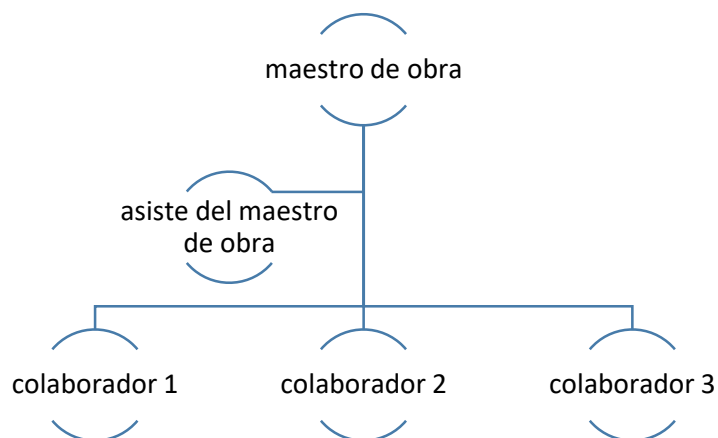 maestro de obra
asiste del maestro
de obra
colaborador 1
colaborador 2
colaborador 3